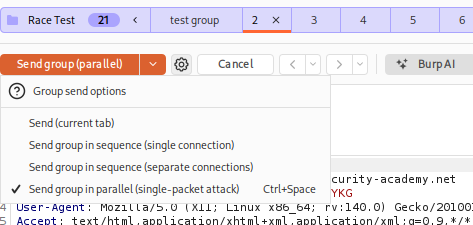 Race Test 21 test group 2 × 3 4 5 6
Send group (parallel) Cancel Burp AI
Group send options
Send (current tab)
Send group in sequence (single connection)
Send group in sequence (separate connections)
Send group in parallel (single-packet attack) Ctrl+Space
curity-academy.net
YKG
4 User-Agent: Mozilla/5.0 (X11; Linux x86_64; rv:140.0) Gecko/2010
5 Accept: text/html,application/xhtml+xml,application/xml;q=0.9,*/*